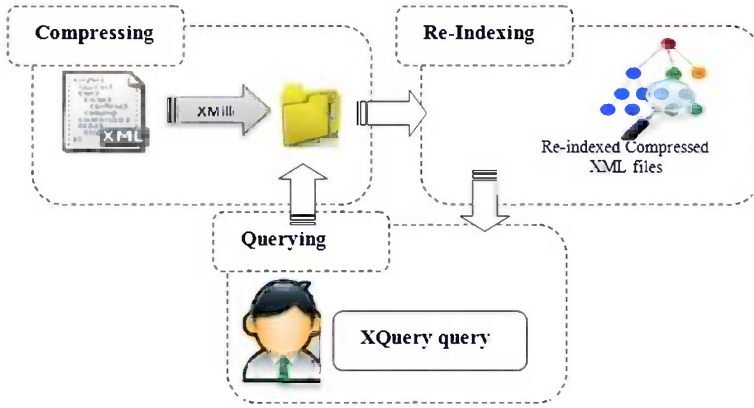 Compressing
Re-Indexing
XML
XMill
Re-indexed Compressed
XML files
Querying
XQuery query